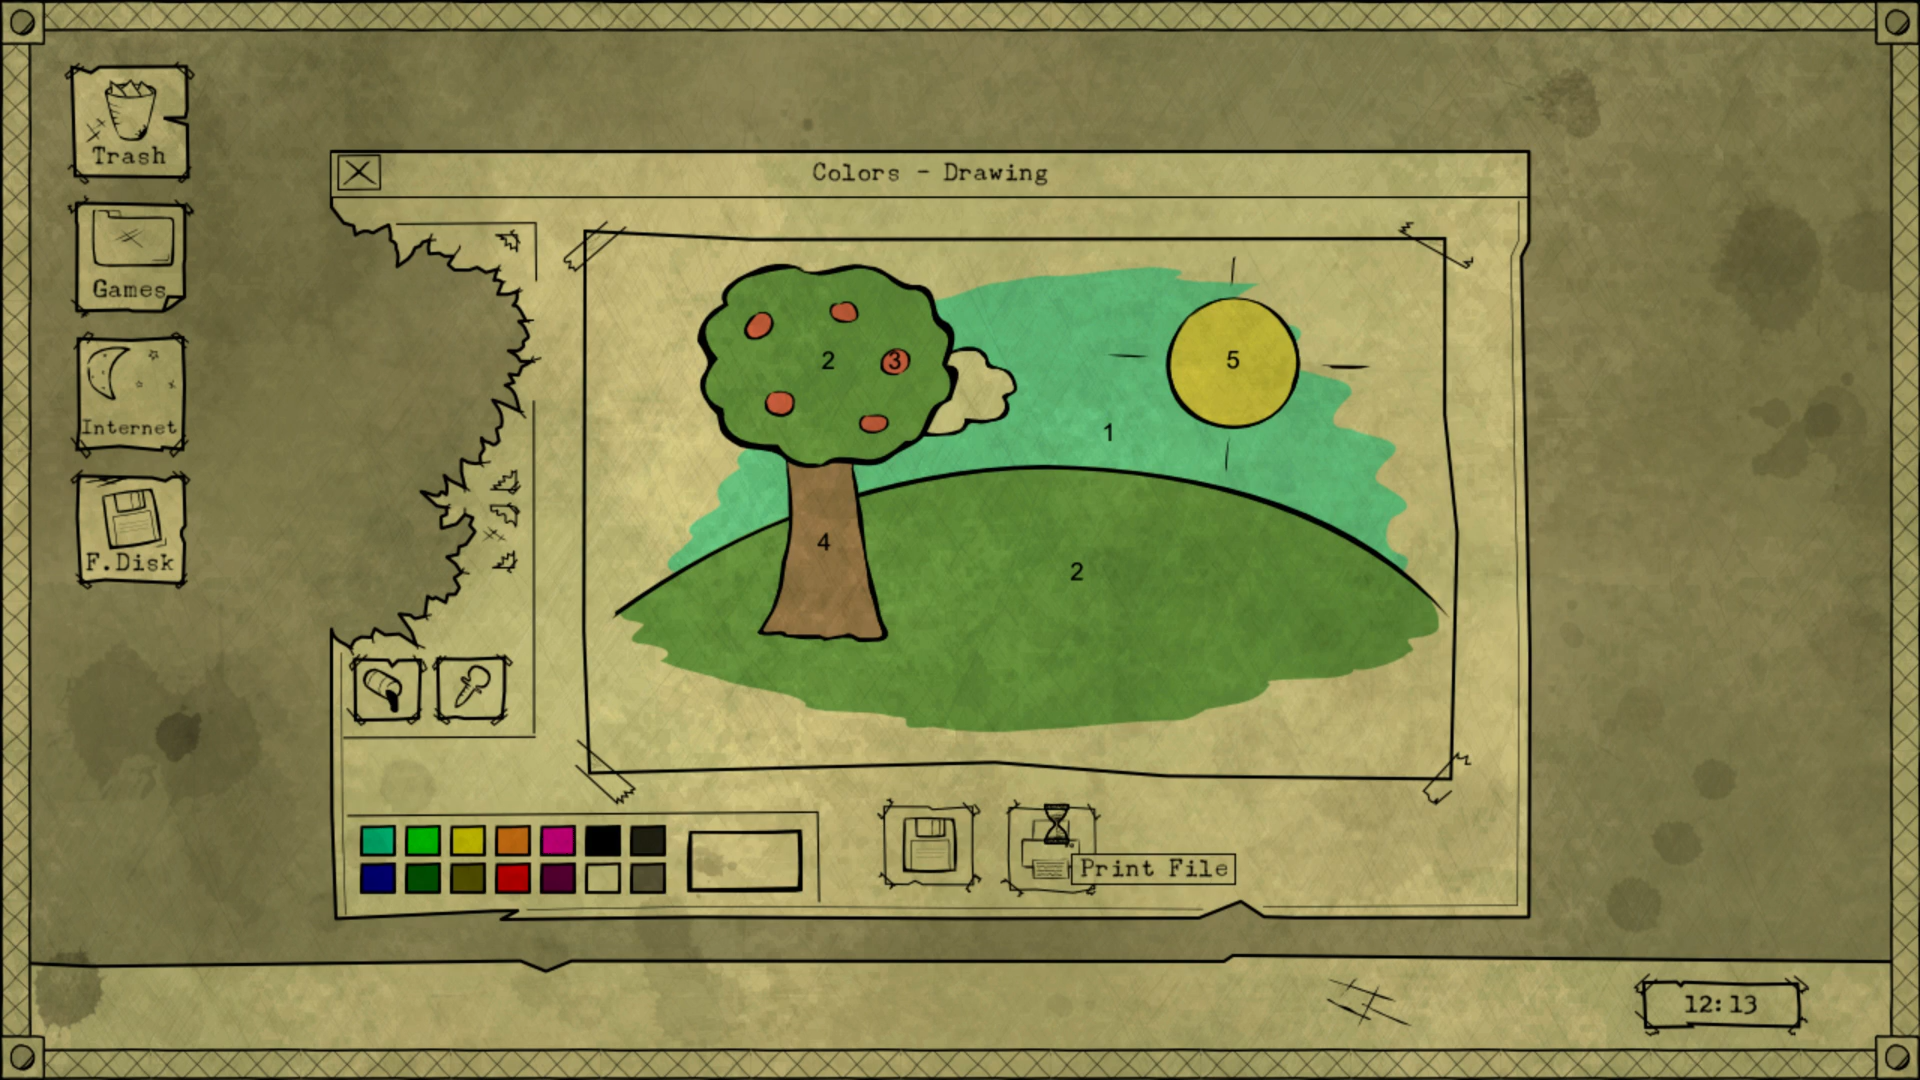 Trash
Games
Internet
F.Disk
Colors - Drawing
2
3
5
1
4
2
Print File
12:13